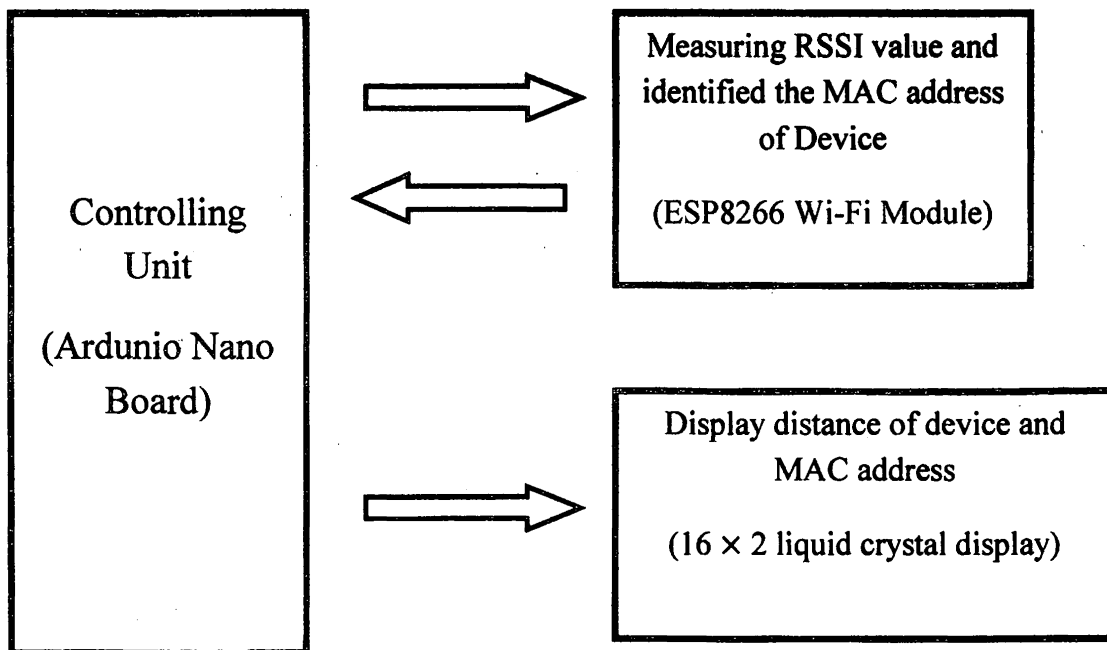 Controlling
Unit
(Ardunio Nano
Board)
Measuring RSSI value and
identified the MAC address
of Device
(ESP8266 Wi-Fi Module)
Display distance of device and
MAC address
(16 × 2 liquid crystal display)